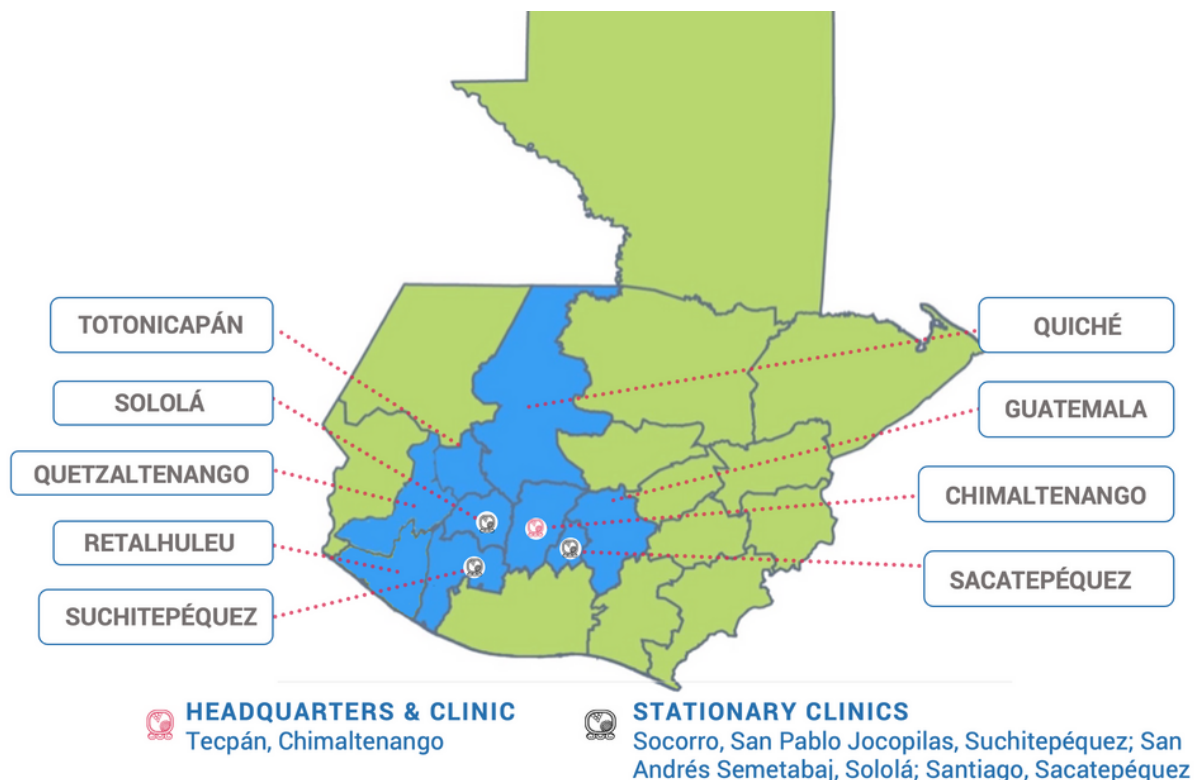 TOTONICAPÁN
SOLOLÁ
QUETZALTENANGO
RETALHULEU
SUCHITEPÉQUEZ
QUICHÉ
GUATEMALA
CHIMALTENANGO
SACATEPÉQUEZ
HEADQUARTERS & CLINIC
Tecpán, Chimaltenango
STATIONARY CLINICS
Socorro, San Pablo Jocopilas, Suchitepéquez; San
Andrés Semetabaj, Sololá; Santiago, Sacatepéquez